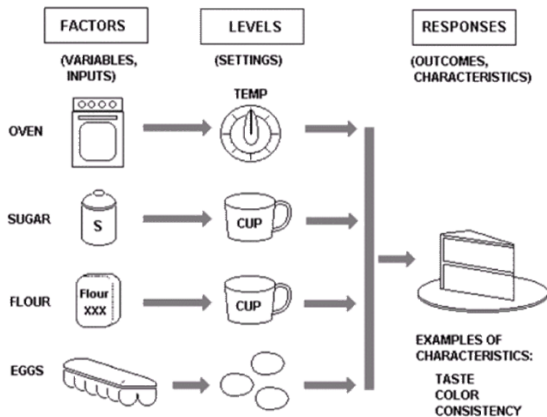 FACTORS
LEVELS
RESPONSES
(VARIABLES,
INPUTS)
(SETTINGS)
(OUTCOMES,
CHARACTERISTICS)
TEMP
OVEN
SUGAR
S
CUP
FLOUR
Flour
XXX
CUP
EGGS
EXAMPLES OF
CHARACTERISTICS:
TASTE
COLOR
CONSISTENCY